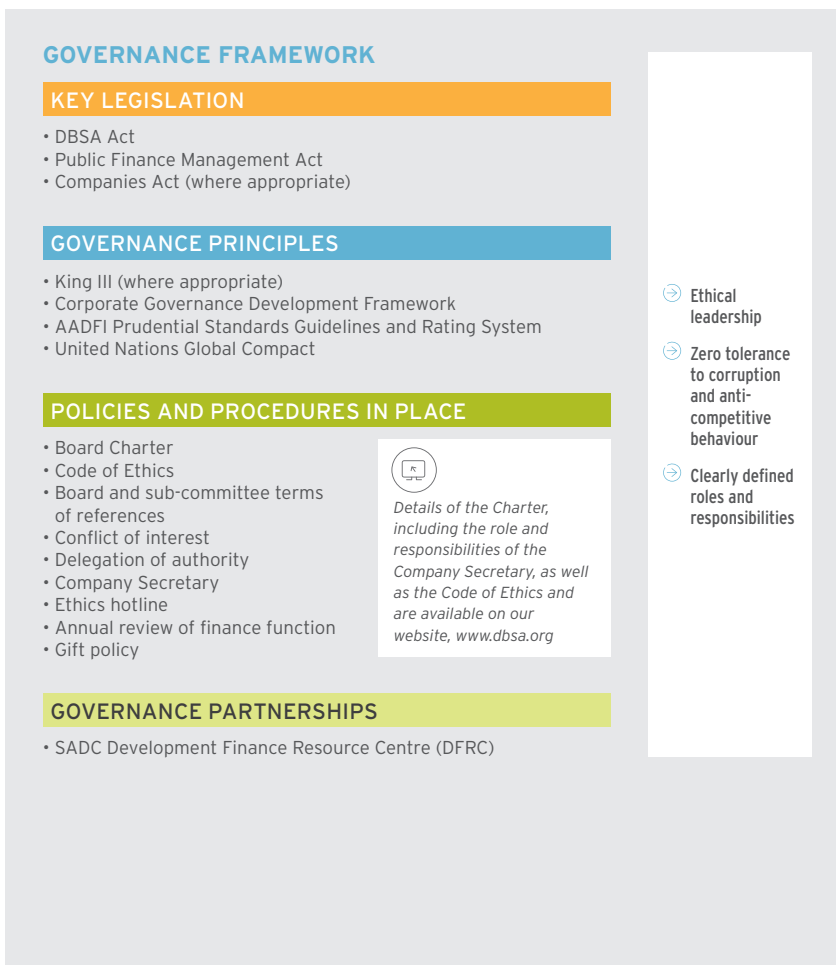 GOVERNANCE FRAMEWORK
KEY LEGISLATION
• DBSA Act
• Public Finance Management Act
• Companies Act (where appropriate)
GOVERNANCE PRINCIPLES
• King III (where appropriate)
• Corporate Governance Development Framework
• AADFI Prudential Standards Guidelines and Rating System
• United Nations Global Compact
POLICIES AND PROCEDURES IN PLACE
• Board Charter
• Code of Ethics
• Board and sub-committee terms
of references
• Conflict of interest
• Delegation of authority
• Company Secretary
• Ethics hotline
• Annual review of finance function
• Gift policy
Details of the Charter,
including the role and
responsibilities of the
Company Secretary, as well
as the Code of Ethics and
are available on our
website, www.dbsa.org
GOVERNANCE PARTNERSHIPS
• SADC Development Finance Resource Centre (DFRC)
Ethical
leadership
Zero tolerance
to corruption
and anti-
competitive
behaviour
Clearly defined
roles and
responsibilities